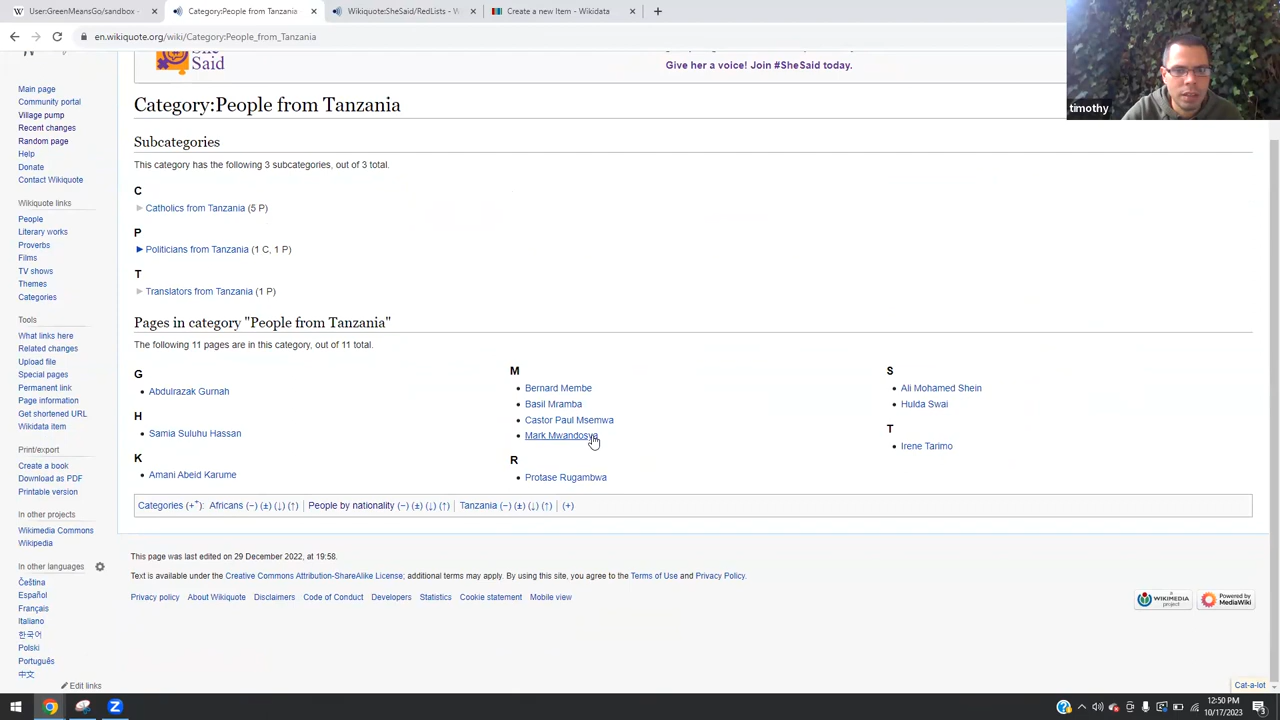 User:GreenMeansGo/sandbox -
Category:People from Tanzania
Wikiquote:SheSaid/RedLists - W
Create a new Item - Wikidata
en.wikiquote.org/wiki/Category:People_from_Tanzania
timothy
Said
Give her a voice! Join #SheSaid today.
Main page
Community portal
Village pump
Recent changes
Random page
Help
Donate
Contact Wikiquote
Wikiquote links
People
Literary works
Proverbs
Films
TV shows
Themes
Categories
Tools
What links here
Related changes
Upload file
Special pages
Permanent link
Page information
Get shortened URL
Wikidata item
Print/export
Create a book
Download as PDF
Printable version
In other projects
Wikimedia Commons
Wikipedia
In other languages
Čeština
Español
Français
Italiano
한국어
Polski
Português
中文
Edit links
Category:People from Tanzania
Subcategories
This category has the following 3 subcategories, out of 3 total.
C
Catholics from Tanzania (5 P)
P
Politicians from Tanzania (1 C, 1 P)
T
Translators from Tanzania (1 P)
Pages in category "People from Tanzania"
The following 11 pages are in this category, out of 11 total.
G
Abdulrazak Gurnah
H
Samia Suluhu Hassan
K
Amani Abeid Karume
M
Bernard Membe
Basil Mramba
Castor Paul Msemwa
Mark Mwandosya
R
Protase Rugambwa
S
Ali Mohamed Shein
Hulda Swai
T
Irene Tarimo
Categories (++): Africans (−) (±) (↓) (↑) | People by nationality (−) (±) (↓) (↑) | Tanzania (−) (±) (↓) (↑) | (+)
This page was last edited on 29 December 2022, at 19:58.
Text is available under the Creative Commons Attribution-ShareAlike License; additional terms may apply. By using this site, you agree to the Terms of Use and Privacy Policy.
Privacy policy About Wikiquote Disclaimers Code of Conduct Developers Statistics Cookie statement Mobile view
WIKIMEDIA project
Powered by MediaWiki
Cat-a-lot
12:50 PM
10/17/2023